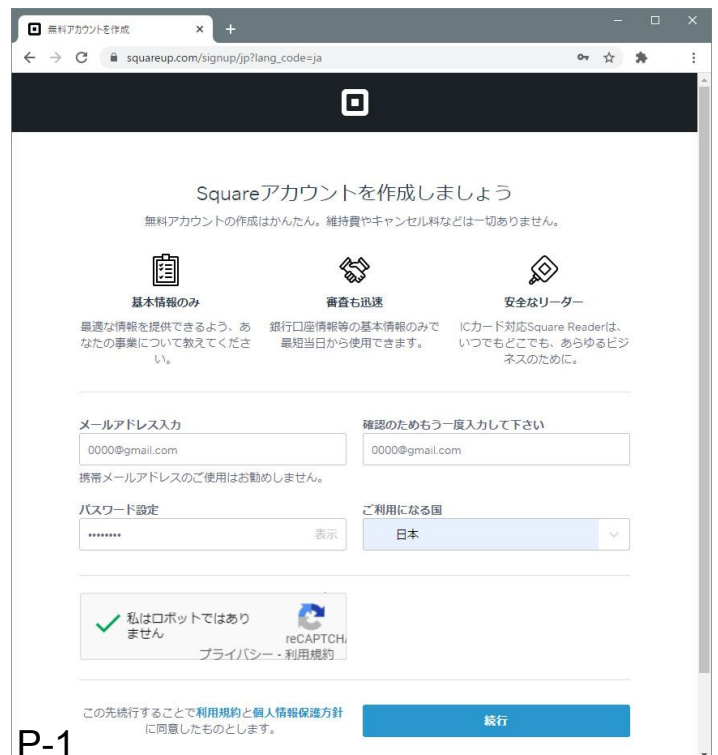 無料アカウントを作成
squareup.com/signup/jp?lang_code=ja
Squareアカウントを作成しましょう
無料アカウントの作成はかんたん。維持費やキャンセル料などは一切ありません。
基本情報のみ
最適な情報を提供できるよう、あ
なたの事業について教えてくださ
い。
審査も迅速
銀行口座情報等の基本情報のみで
最短当日から使用できます。
安全なリーダー
ICカード対応Square Readerは、
いつでもどこでも、あらゆるビジ
ネスのために。
メールアドレス入力
0000@gmail.com
携帯メールアドレスのご使用はお勧めしません。
確認のためもう一度入力して下さい
0000@gmail.com
パスワード設定
••••••••
表示
ご利用になる国
日本
私はロボットではあり
ません
reCAPTCHA
プライバシー - 利用規約
この先続行することで利用規約と個人情報保護方針
に同意したものとします。
続行
P-1